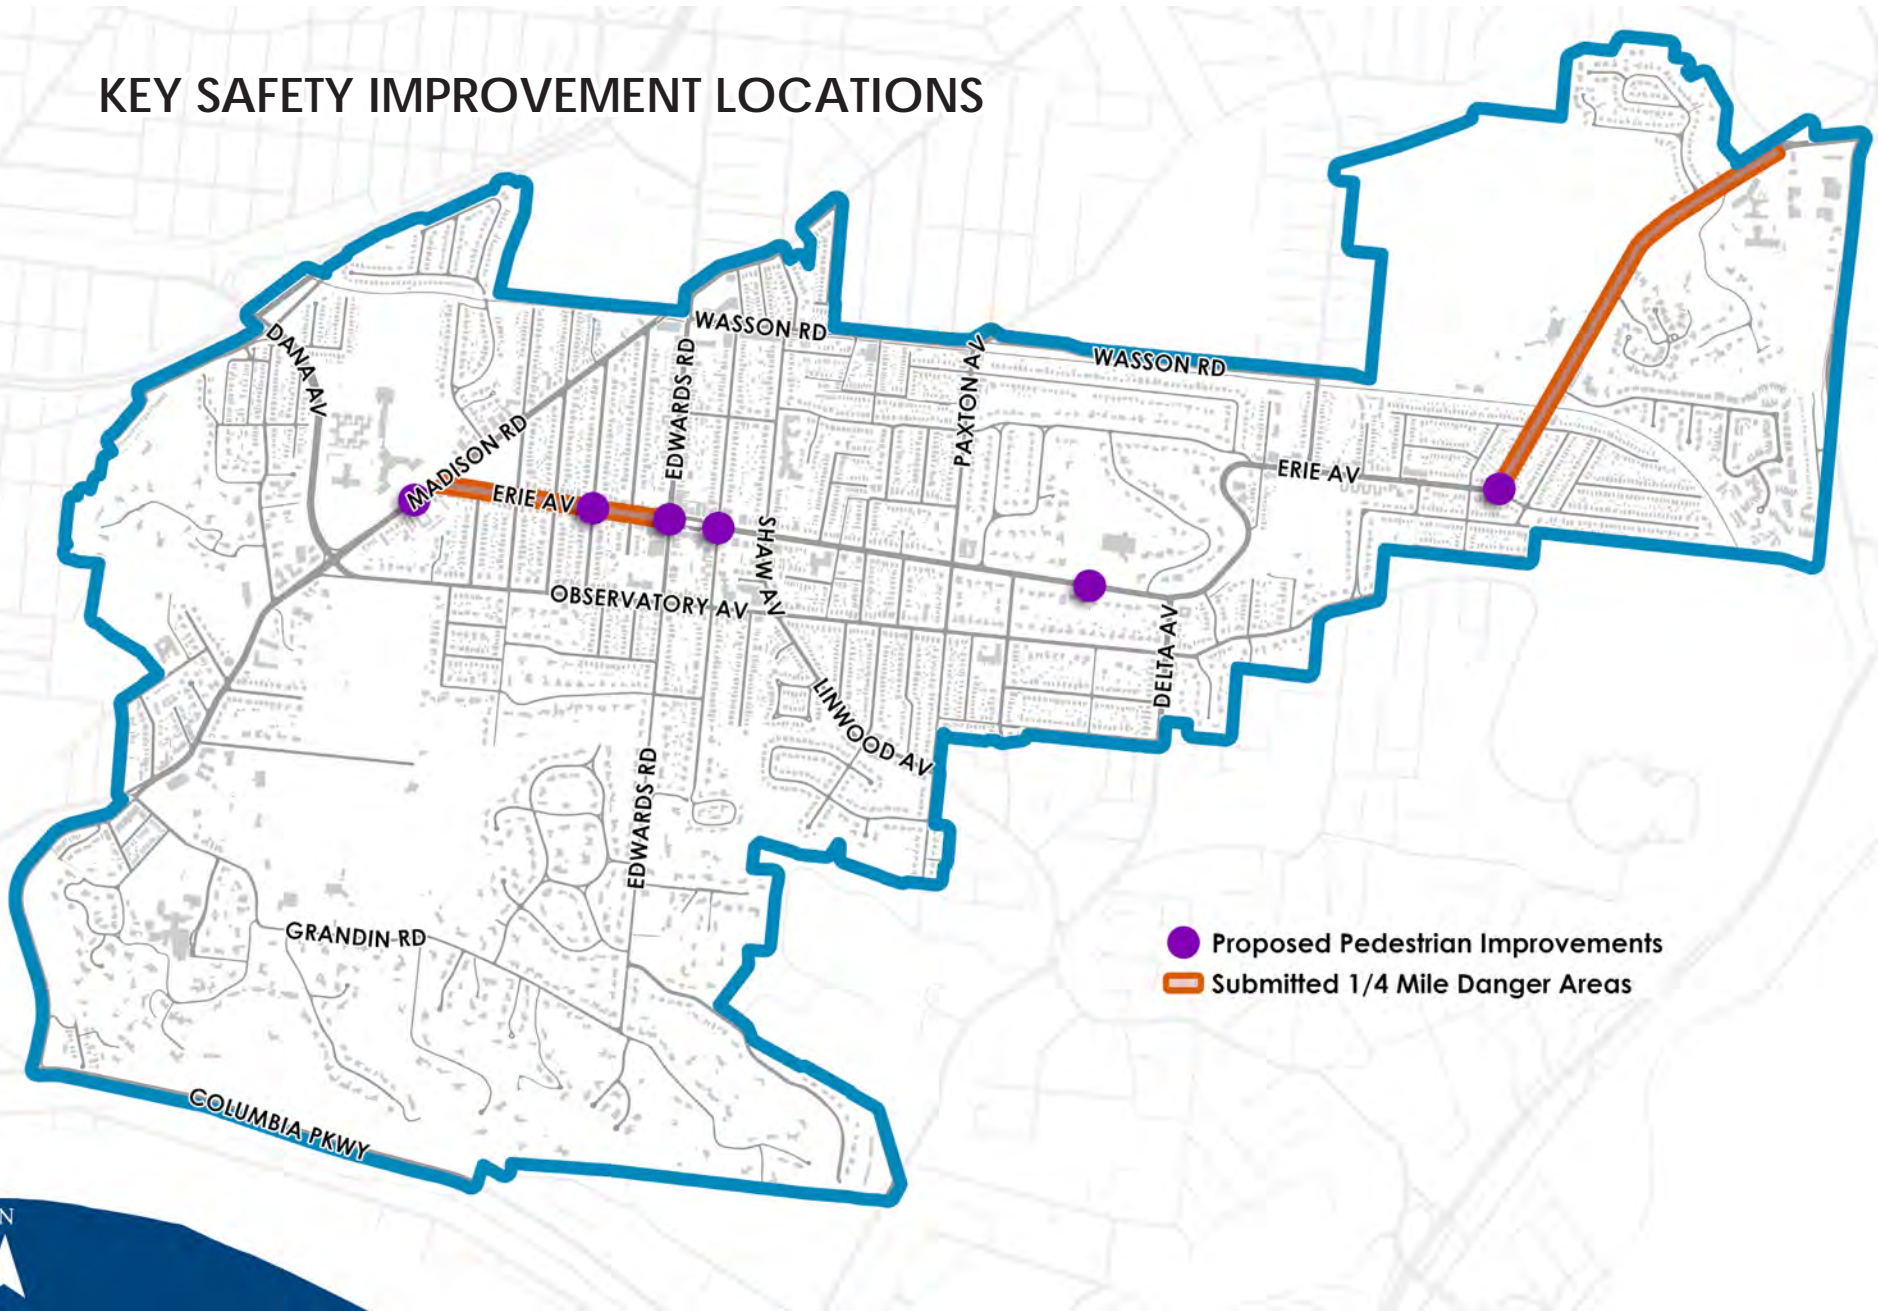 KEY SAFETY IMPROVEMENT LOCATIONS
WASSON RD
DANA AV
EDWARDS RD
PAXTON AV
WASSON RD
MADISON RD
ERIE AV
ERIE AV
SHAW AV
OBSERVATORY AV
DELTA AV
LINWOOD AV
EDWARDS RD
GRANDIN RD
Proposed Pedestrian Improvements
Submitted 1/4 Mile Danger Areas
COLUMBIA PKWY
N